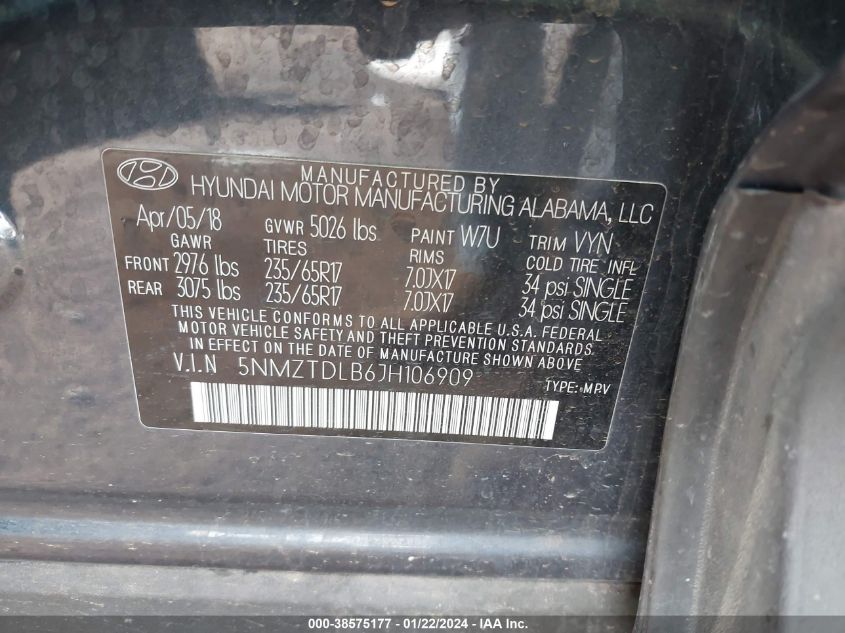 MANUFACTURED BY
HYUNDAI MOTOR MANUFACTURING ALABAMA, LLC
Apr/05/18 GVWR 5026 lbs PAINT W7U TRIM VYN
GAWR TIRES RIMS COLD TIRE INFL
FRONT 2976 lbs 235/65R17 7.0JX17 34 psi SINGLE
REAR 3075 lbs 235/65R17 7.0JX17 34 psi SINGLE
THIS VEHICLE CONFORMS TO ALL APPLICABLE U.S.A. FEDERAL
MOTOR VEHICLE SAFETY AND THEFT PREVENTION STANDARDS
IN EFFECT ON THE DATE OF MANUFACTURE SHOWN ABOVE
V.I.N 5NMZTDLB6JH106909 TYPE: MPV
000-38575177 - 01/22/2024 - IAA Inc.